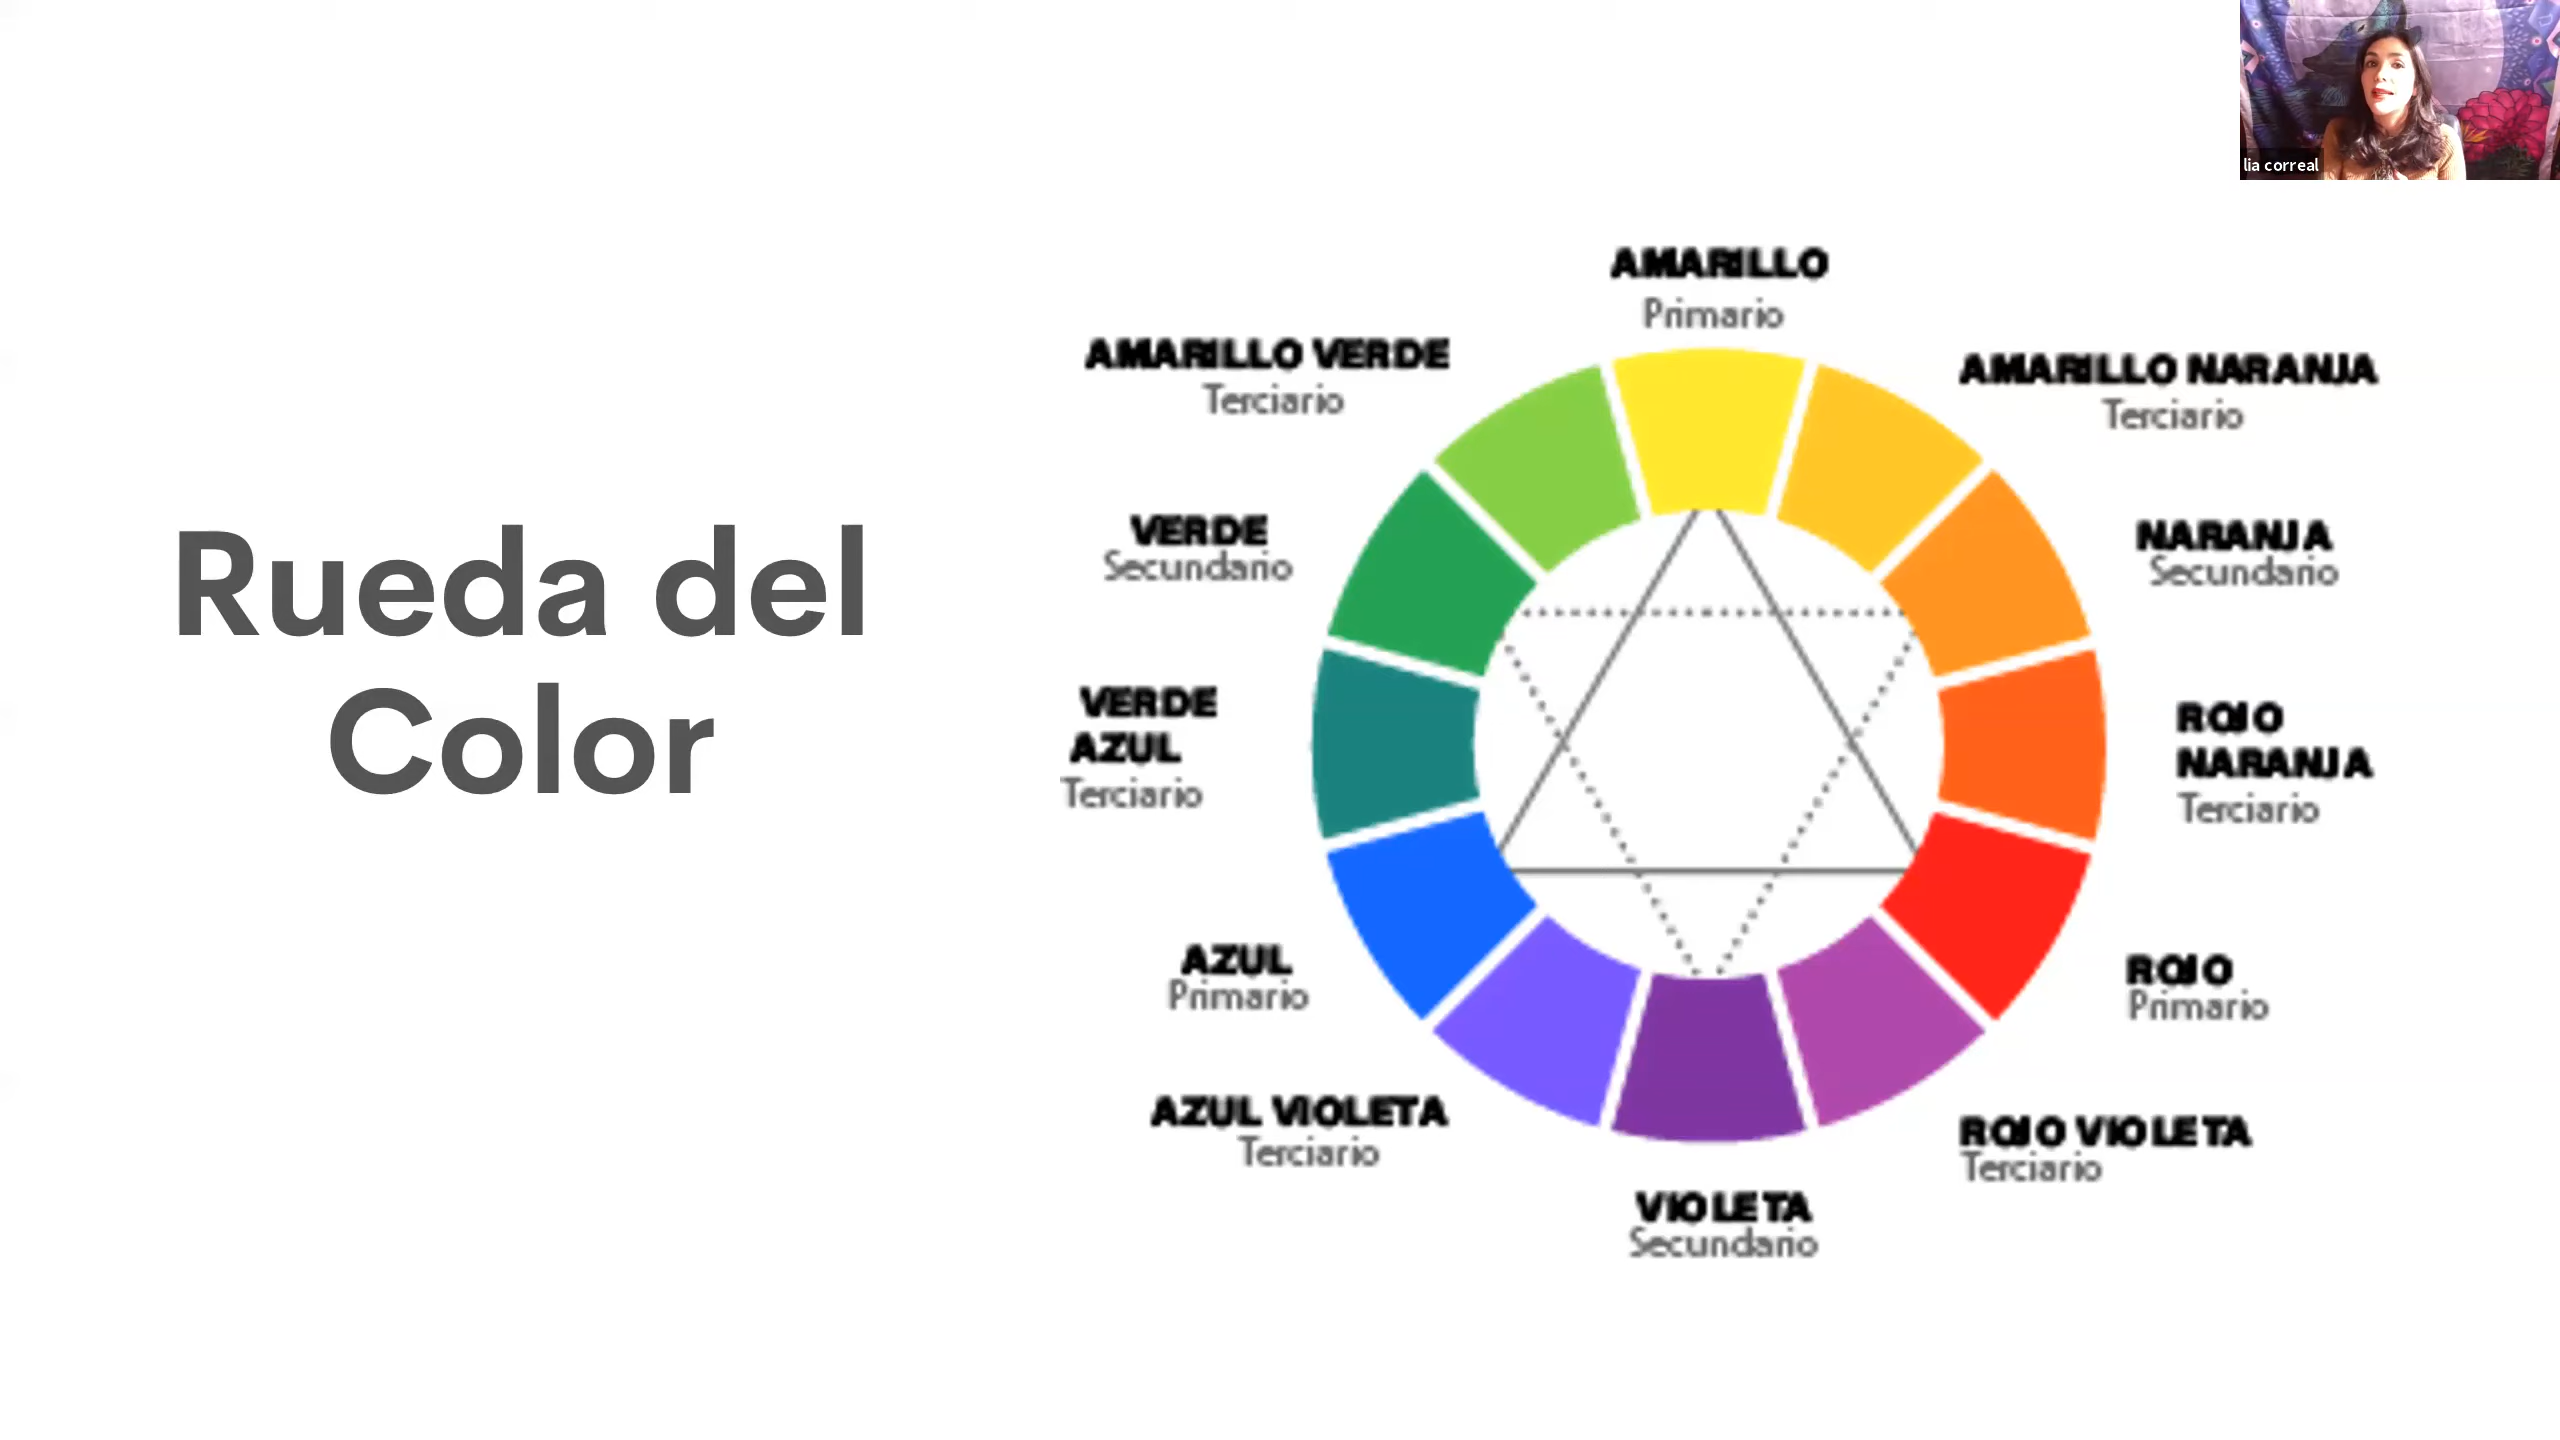 lia correal
Rueda del
Color
AMARILLO
Primario
AMARILLO NARANJA
Terciario
NARANJA
Secundario
ROJO
NARANJA
Terciario
ROJO
Primario
ROJO VIOLETA
Terciario
VIOLETA
Secundario
AZUL VIOLETA
Terciario
AZUL
Primario
VERDE
AZUL
Terciario
VERDE
Secundario
AMARILLO VERDE
Terciario